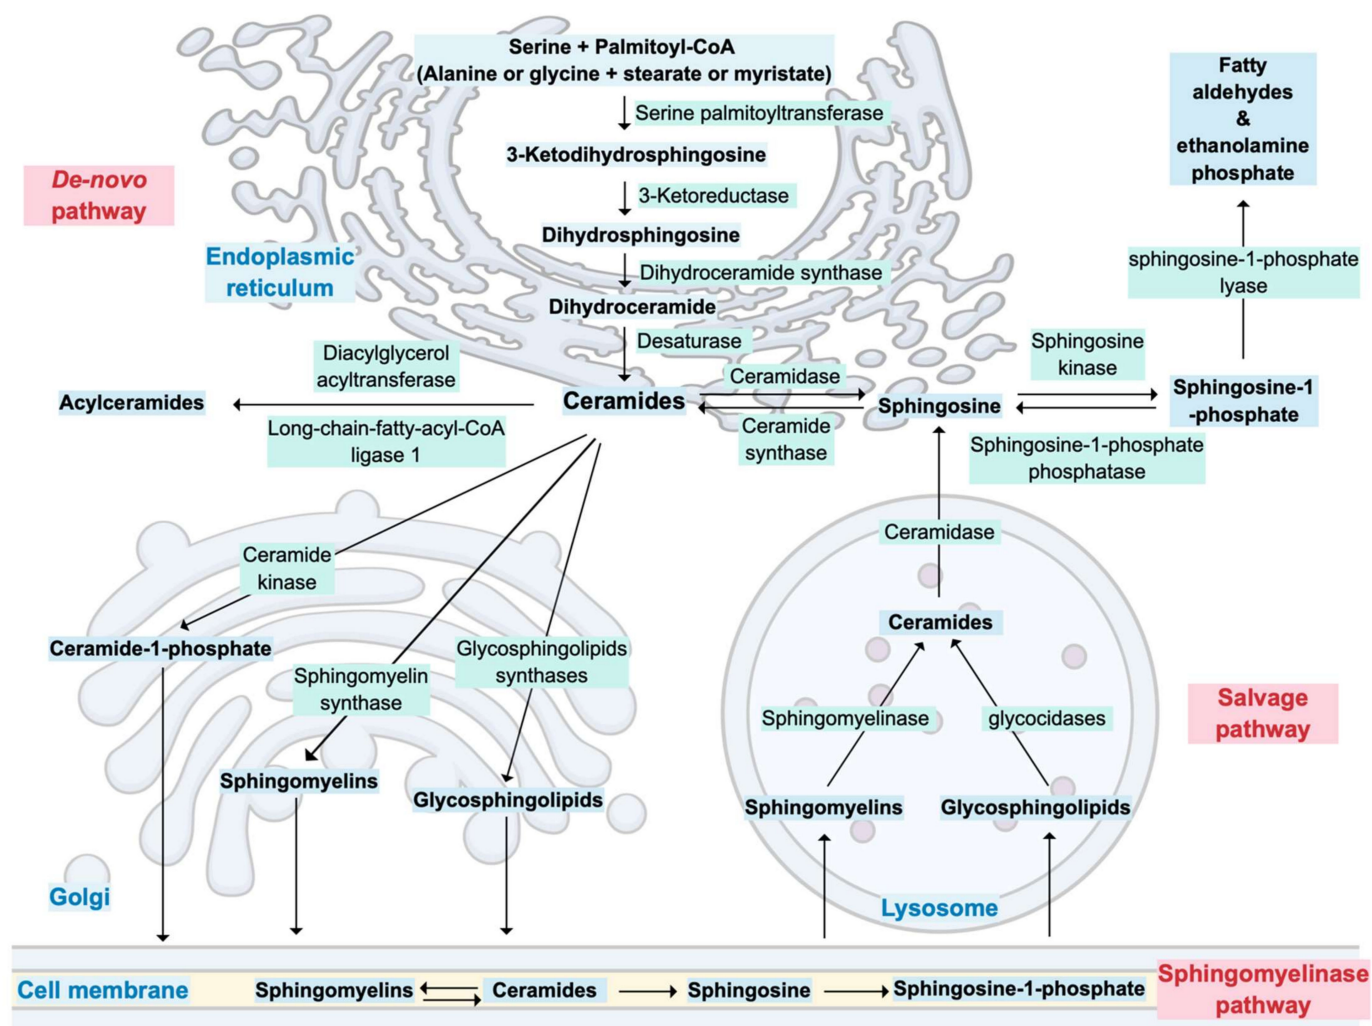 Serine + Palmitoyl-CoA
(Alanine or glycine + stearate or myristate)
Serine palmitoyltransferase
3-Ketodihydrosphingosine
3-Ketoreductase
Dihydrosphingosine
Dihydroceramide synthase
Dihydroceramide
Desaturase
De-novo
pathway
Endoplasmic
reticulum
Fatty
aldehydes
&
ethanolamine
phosphate
sphingosine-1-phosphate
lyase
Diacylglycerol
acyltransferase
Acylceramides
Long-chain-fatty-acyl-CoA
ligase 1
Ceramides
Ceramidase
Ceramide
synthase
Sphingosine
Sphingosine
kinase
Sphingosine-1
-phosphate
Sphingosine-1-phosphate
phosphatase
Ceramide
kinase
Ceramide-1-phosphate
Sphingomyelin
synthase
Glycosphingolipids
synthases
Sphingomyelins
Glycosphingolipids
Golgi
Ceramidase
Ceramides
Sphingomyelinase
glycocidases
Sphingomyelins
Glycosphingolipids
Lysosome
Salvage
pathway
Cell membrane
Sphingomyelins
Ceramides
Sphingosine
Sphingosine-1-phosphate
Sphingomyelinase
pathway